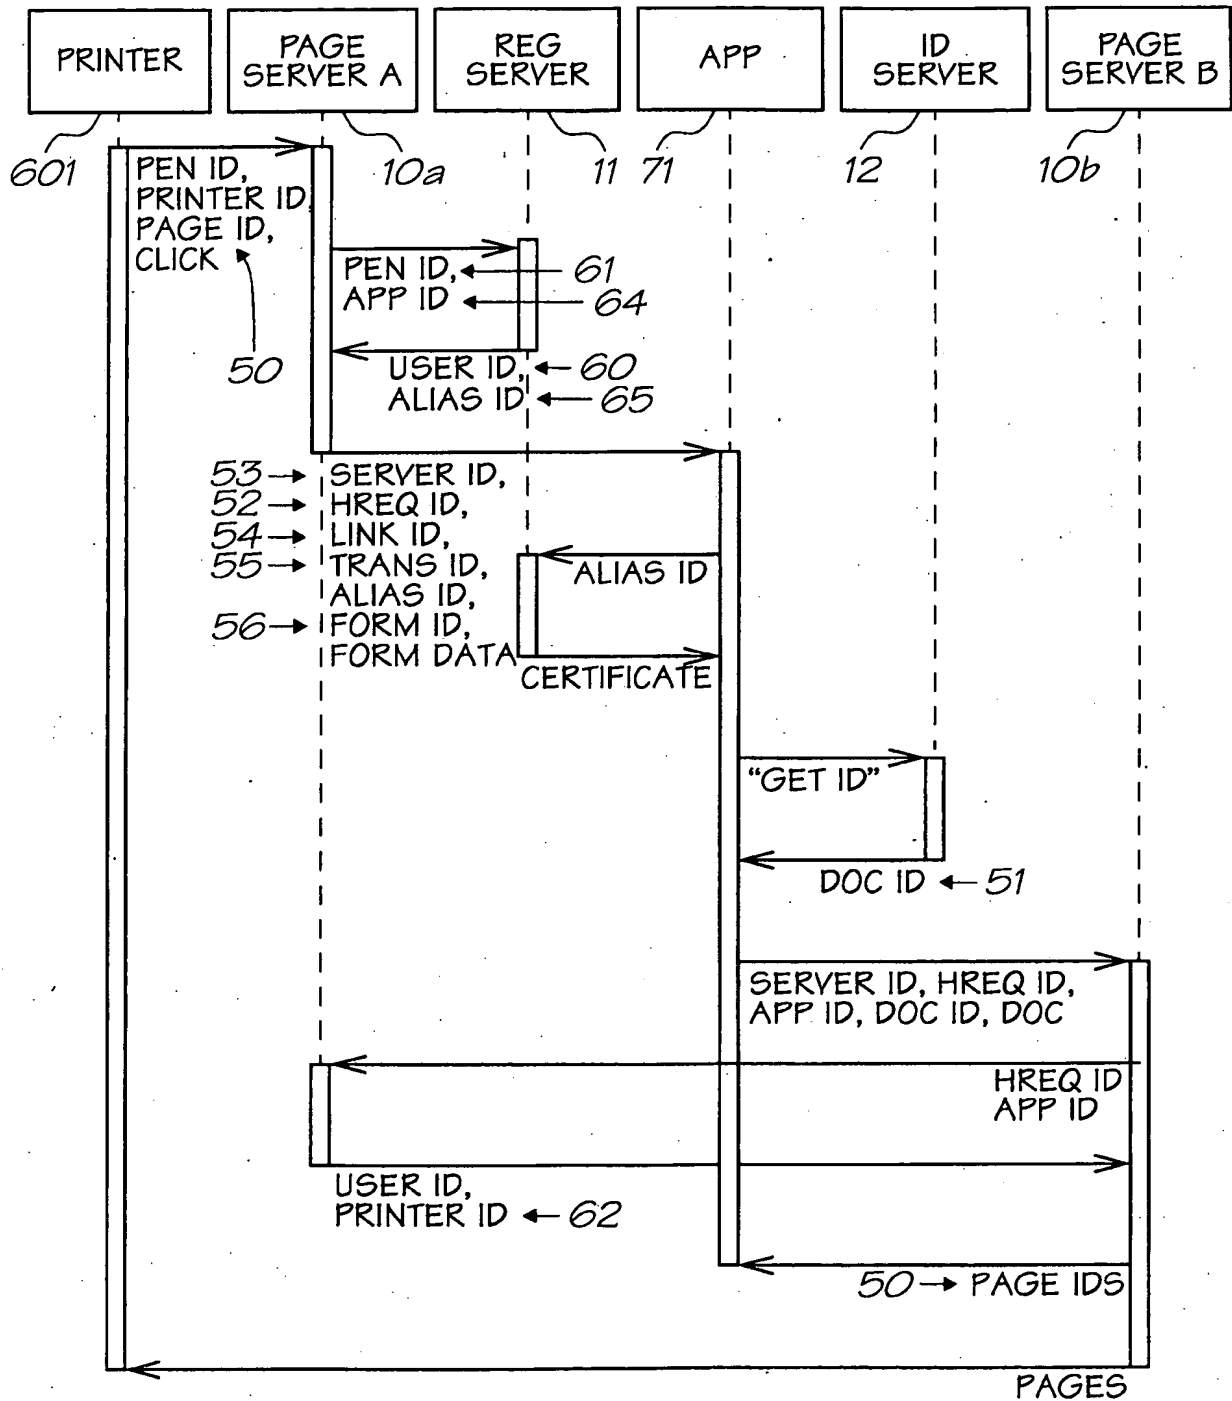 PRINTER
PAGE
SERVER A
REG
SERVER
APP
ID
SERVER
PAGE
SERVER B
601
10a
11
71
12
10b
PEN ID,
PRINTER ID,
PAGE ID,
CLICK
50
PEN ID,
61
APP ID
64
USER ID,
60
ALIAS ID
65
53
SERVER ID,
52
HREQ ID,
54
LINK ID,
55
TRANS ID,
ALIAS ID,
56
FORM ID,
FORM DATA
ALIAS ID
CERTIFICATE
“GET ID”
DOC ID
51
SERVER ID, HREQ ID,
APP ID, DOC ID, DOC
HREQ ID
APP ID
USER ID,
PRINTER ID
62
50
PAGE IDS
PAGES